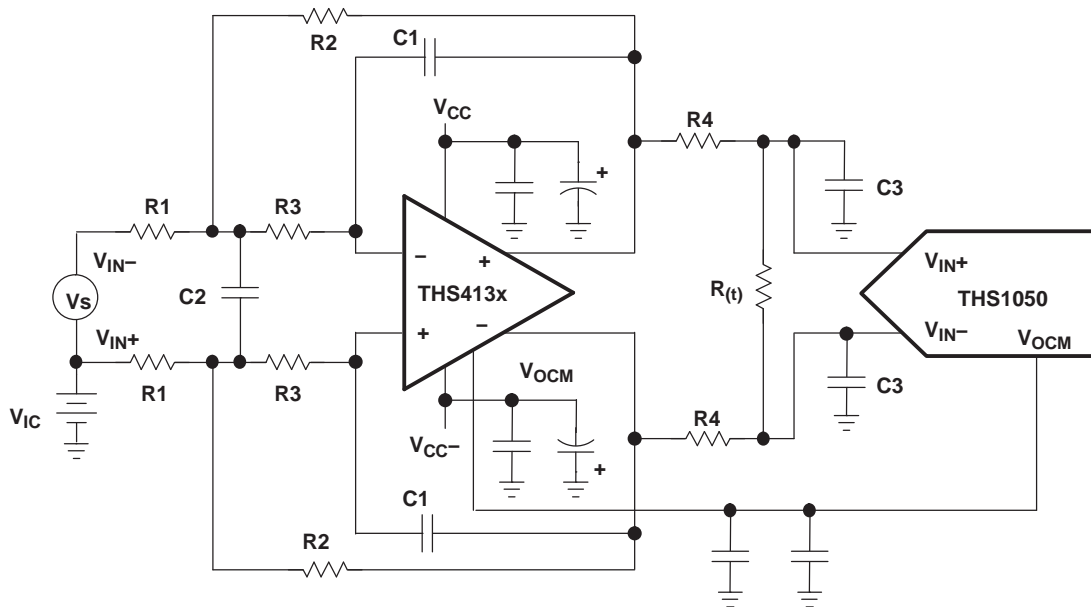 R2
C1
VCC
R4
+
C3
R1
R3
VIN−
−
+
VIN+
Vs
C2
THS413x
R(t)
THS1050
VIN+
+
−
VIN−
VOCM
R1
R3
VOCM
C3
VIC
R4
VCC−
+
C1
R2